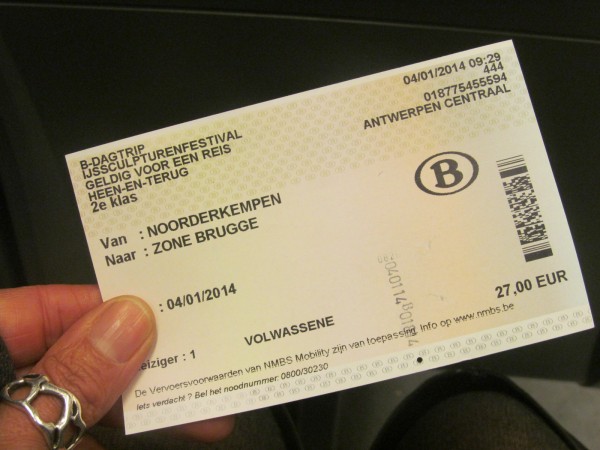 04/01/2014 09:29
444
018775455594
ANTWERPEN CENTRAAL
B-DAGTRIP
IJSSCULPTURENFESTIVAL
GELDIG VOOR EEN REIS
HEEN-EN-TERUG
2e klas
B
Van : NOORDERKEMPEN
Naar : ZONE BRUGGE
: 04/01/2014
27,00 EUR
VOLWASSENE
eiziger : 1
De Vervoersvoorwaarden van NMBS Mobility zijn van toepassing. Info op www.nmbs.be
Iets verdacht ? Bel het noodnummer: 0800/30230